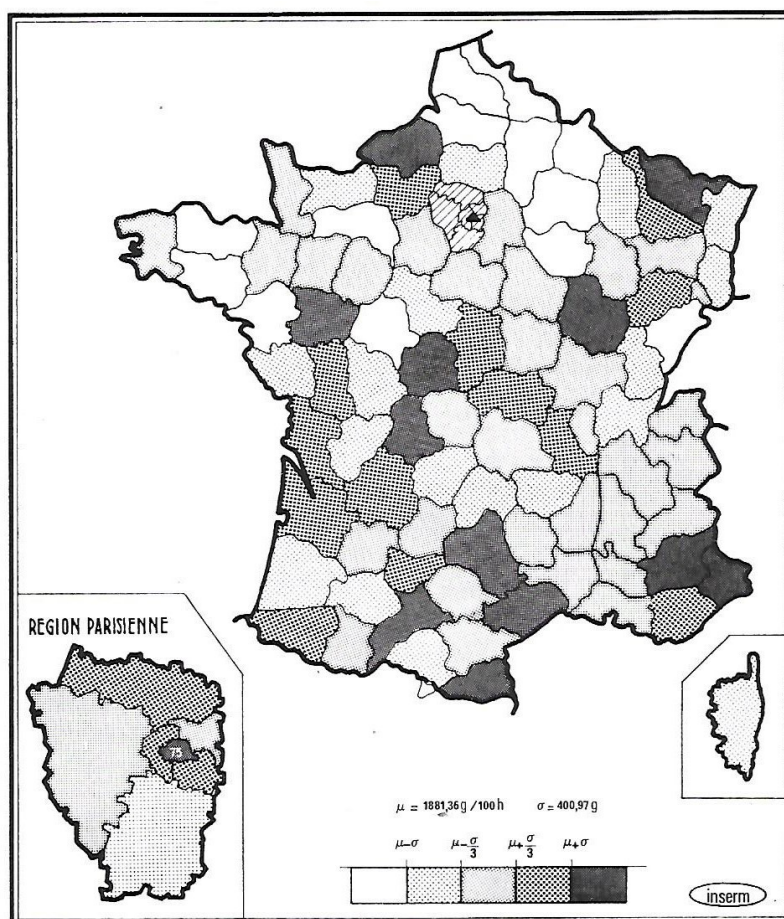 REGION PARISIENNE
75
μ = 1881,36 g /100 h σ = 400,97 g
μ-σ μ-σ/3 μ+σ/3 μ+σ
inserm